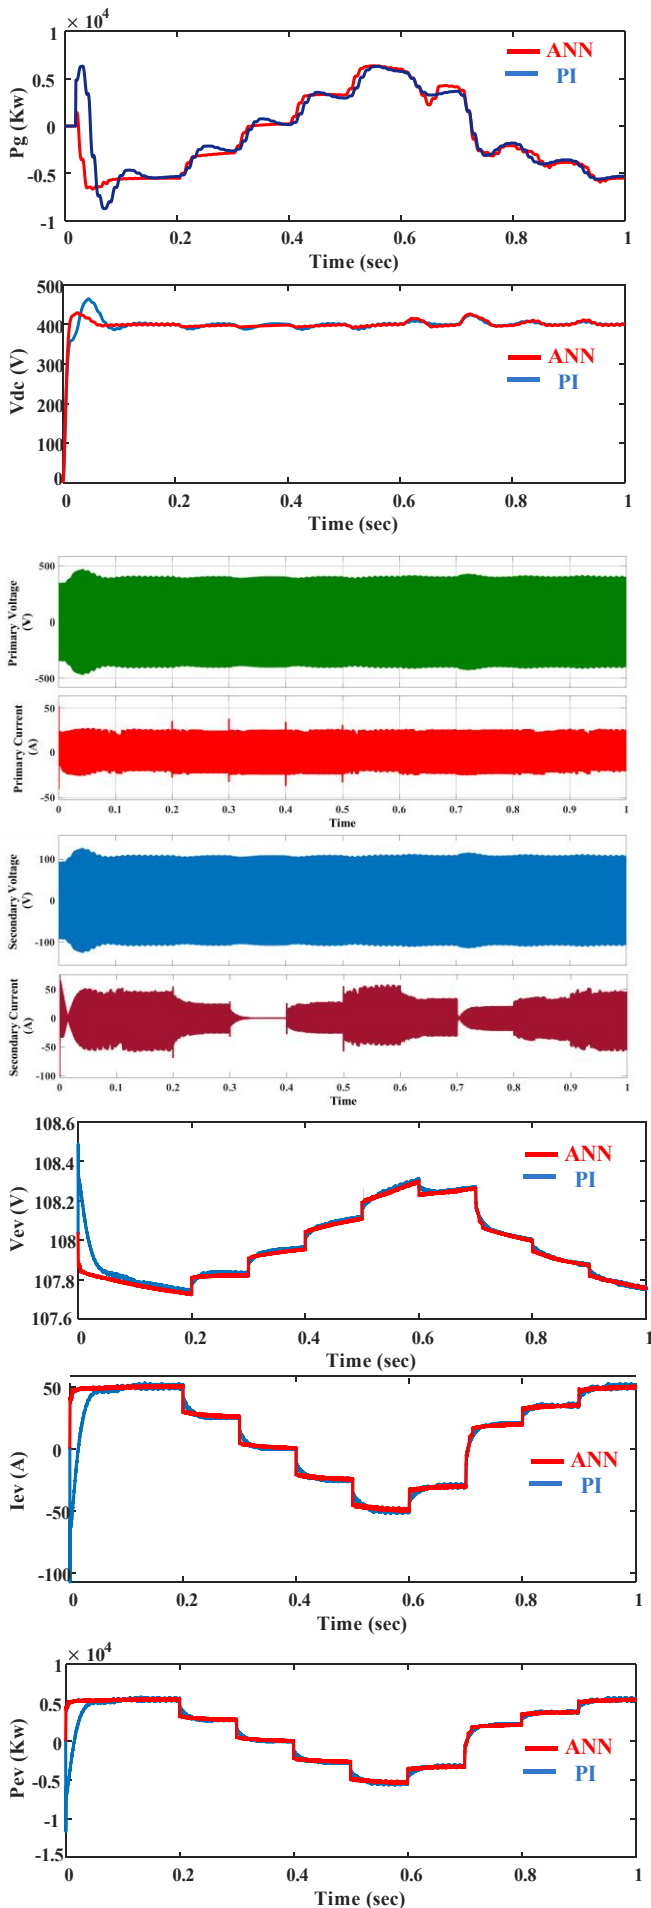 × 10⁴
1
0.5
0
-0.5
-1
Pg (Kw)
ANN
PI
0 0.2 0.4 0.6 0.8 1
Time (sec)
500
400
300
200
100
0
Vdc (V)
ANN
PI
0 0.2 0.4 0.6 0.8 1
Time (sec)
500
0
-500
Primary Voltage
(V)
50
0
-50
Primary Current
(A)
0 0.1 0.2 0.3 0.4 0.5 0.6 0.7 0.8 0.9 1
Time
100
0
-100
Secondary Voltage
(V)
50
0
-50
-100
Secondary Current
(A)
0 0.1 0.2 0.3 0.4 0.5 0.6 0.7 0.8 0.9 1
Time
108.6
108.4
108.2
108
107.8
107.6
Vev (V)
ANN
PI
0 0.2 0.4 0.6 0.8 1
Time (sec)
50
0
-50
-100
Iev (A)
ANN
PI
0 0.2 0.4 0.6 0.8 1
Time (sec)
× 10⁴
1
0.5
0
-0.5
-1
-1.5
Pev (Kw)
ANN
PI
0 0.2 0.4 0.6 0.8 1
Time (sec)